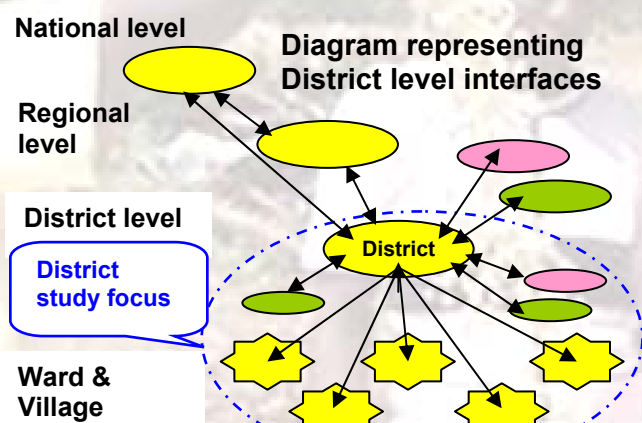 National level
Diagram representing
District level interfaces
Regional
level
District level
District
District
study focus
Ward &
Village